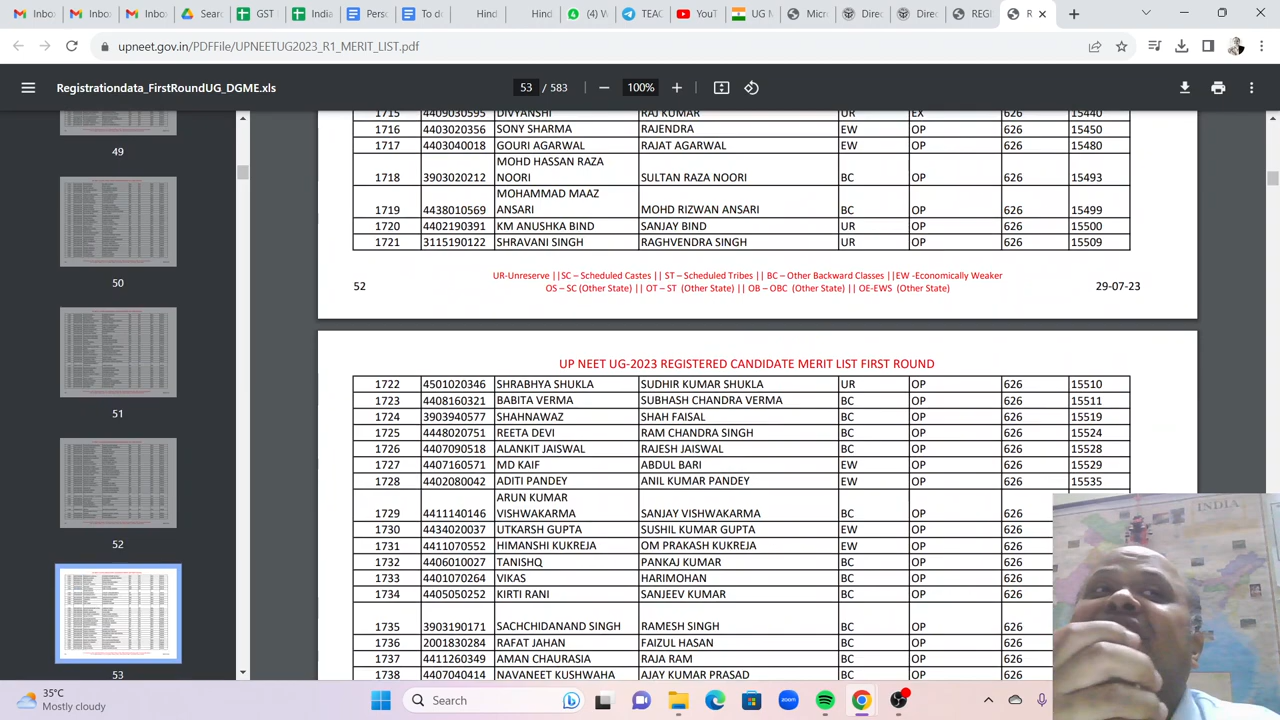 Inbo
Inbo
Inbo
Sear
GST
India
Pers
To d
Hind
Hind
(4) V
TEAC
YouT
UG M
Micr
Direc
Direc
REGI
R
upneet.gov.in/PDFFile/UPNEETUG2023_R1_MERIT_LIST.pdf
Registrationdata_FirstRoundUG_DGME.xls
53 / 583
100%
49
50
51
52
53
1715 4409030595 DIVYANSHI RAJ KUMAR UR EX 626 15440
1716 4403020356 SONY SHARMA RAJENDRA EW OP 626 15450
1717 4403040018 GOURI AGARWAL RAJAT AGARWAL EW OP 626 15480
MOHD HASSAN RAZA
1718 3903020212 NOORI SULTAN RAZA NOORI BC OP 626 15493
MOHAMMAD MAAZ
1719 4438010569 ANSARI MOHD RIZWAN ANSARI BC OP 626 15499
1720 4402190391 KM ANUSHKA BIND SANJAY BIND UR OP 626 15500
1721 3115190122 SHRAVANI SINGH RAGHVENDRA SINGH UR OP 626 15509
UR-Unreserve ||SC – Scheduled Castes || ST – Scheduled Tribes || BC – Other Backward Classes ||EW -Economically Weaker
OS – SC (Other State) || OT – ST (Other State) || OB – OBC (Other State) || OE-EWS (Other State)
52 29-07-23
UP NEET UG-2023 REGISTERED CANDIDATE MERIT LIST FIRST ROUND
1722 4501020346 SHRABHYA SHUKLA SUDHIR KUMAR SHUKLA UR OP 626 15510
1723 4408160321 BABITA VERMA SUBHASH CHANDRA VERMA BC OP 626 15511
1724 3903940577 SHAHNAWAZ SHAH FAISAL BC OP 626 15519
1725 4448020751 REETA DEVI RAM CHANDRA SINGH BC OP 626 15524
1726 4407090518 ALANKIT JAISWAL RAJESH JAISWAL BC OP 626 15528
1727 4407160571 MD KAIF ABDUL BARI EW OP 626 15529
1728 4402080042 ADITI PANDEY ANIL KUMAR PANDEY EW OP 626 15535
ARUN KUMAR
1729 4411140146 VISHWAKARMA SANJAY VISHWAKARMA BC OP 626
1730 4434020037 UTKARSH GUPTA SUSHIL KUMAR GUPTA EW OP 626
1731 4411070552 HIMANSHI KUKREJA OM PRAKASH KUKREJA EW OP 626
1732 4406010027 TANISHQ PANKAJ KUMAR BC OP 626
1733 4401070264 VIKAS HARIMOHAN BC OP 626
1734 4405050252 KIRTI RANI SANJEEV KUMAR BC OP 626
1735 3903190171 SACHCHIDANAND SINGH RAMESH SINGH BC OP 626
1736 2001830284 RAFAT JAHAN FAIZUL HASAN BC OP 626
1737 4411260349 AMAN CHAURASIA RAJA RAM BC OP 626
1738 4407040414 NAVANEET KUSHWAHA AJAY KUMAR PRASAD BC OP 626
INDIA
35°C
Mostly cloudy
Search
zoom